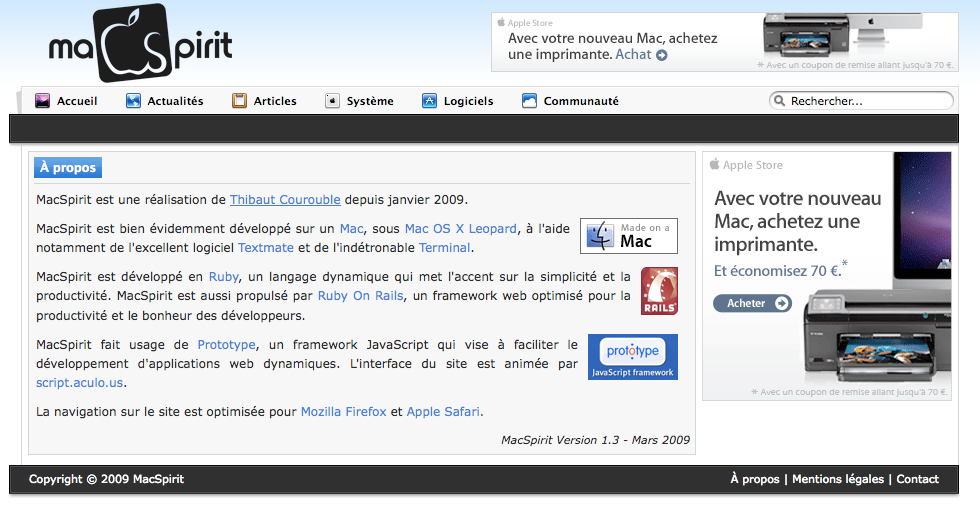 macSpirit
Apple Store
Avec votre nouveau Mac, achetez
une imprimante. Achat
* Avec un coupon de remise allant jusqu'à 70 €.
Accueil
Actualités
Articles
Système
Logiciels
Communauté
Rechercher...
À propos
MacSpirit est une réalisation de Thibaut Courouble depuis janvier 2009.
MacSpirit est bien évidemment développé sur un Mac, sous Mac OS X Leopard, à l'aide
notamment de l'excellent logiciel Textmate et de l'indétronable Terminal.
Made on a
Mac
MacSpirit est développé en Ruby, un langage dynamique qui met l'accent sur la simplicité et la
productivité. MacSpirit est aussi propulsé par Ruby On Rails, un framework web optimisé pour la
productivité et le bonheur des développeurs.
RAILS
MacSpirit fait usage de Prototype, un framework JavaScript qui vise à faciliter le
développement d'applications web dynamiques. L'interface du site est animée par
script.aculo.us.
prototype
JavaScript framework
La navigation sur le site est optimisée pour Mozilla Firefox et Apple Safari.
MacSpirit Version 1.3 - Mars 2009
Apple Store
Avec votre nouveau
Mac, achetez une
imprimante.
Et économisez 70 €.*
Acheter
* Avec un coupon de remise allant jusqu'à 70 €.
Copyright © 2009 MacSpirit
À propos | Mentions légales | Contact